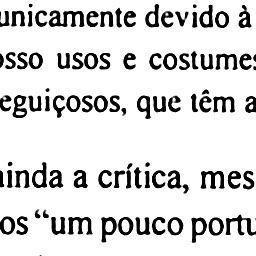 unicamente devido à
osso usos e costumes
eguiçosos, que têm a
ainda a crítica, mes
os “um pouco portu